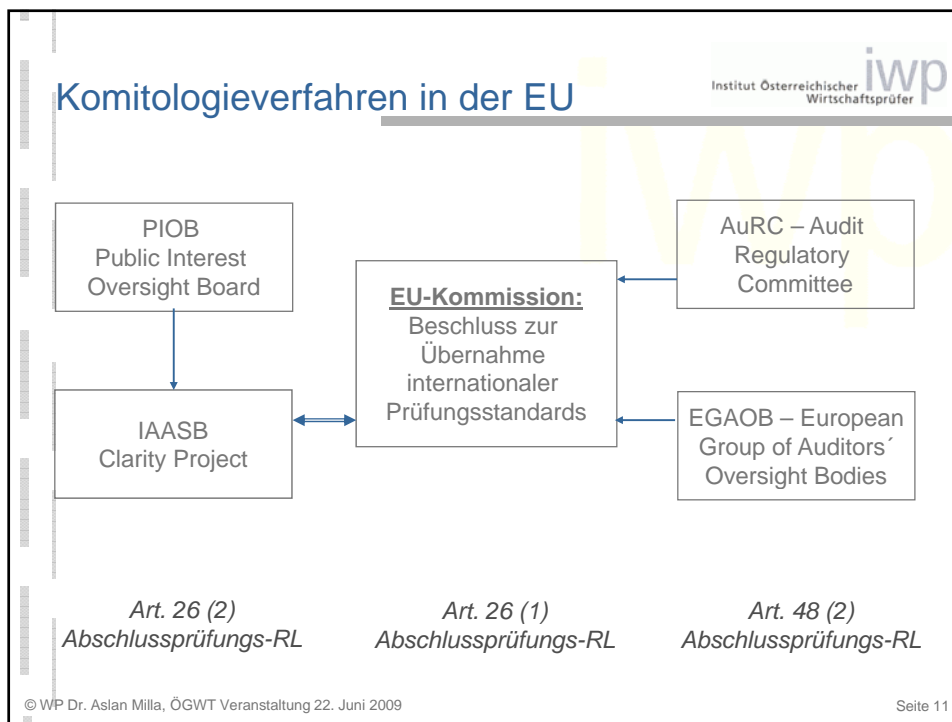 Komitologieverfahren in der EU
Institut Österreichischer iwp
Wirtschaftsprüfer
iwp
PIOB
Public Interest
Oversight Board
IAASB
Clarity Project
EU-Kommission:
Beschluss zur
Übernahme
internationaler
Prüfungsstandards
AuRC – Audit
Regulatory
Committee
EGAOB – European
Group of Auditors´
Oversight Bodies
Art. 26 (2)
Abschlussprüfungs-RL
Art. 26 (1)
Abschlussprüfungs-RL
Art. 48 (2)
Abschlussprüfungs-RL
© WP Dr. Aslan Milla, ÖGWT Veranstaltung 22. Juni 2009
Seite 11